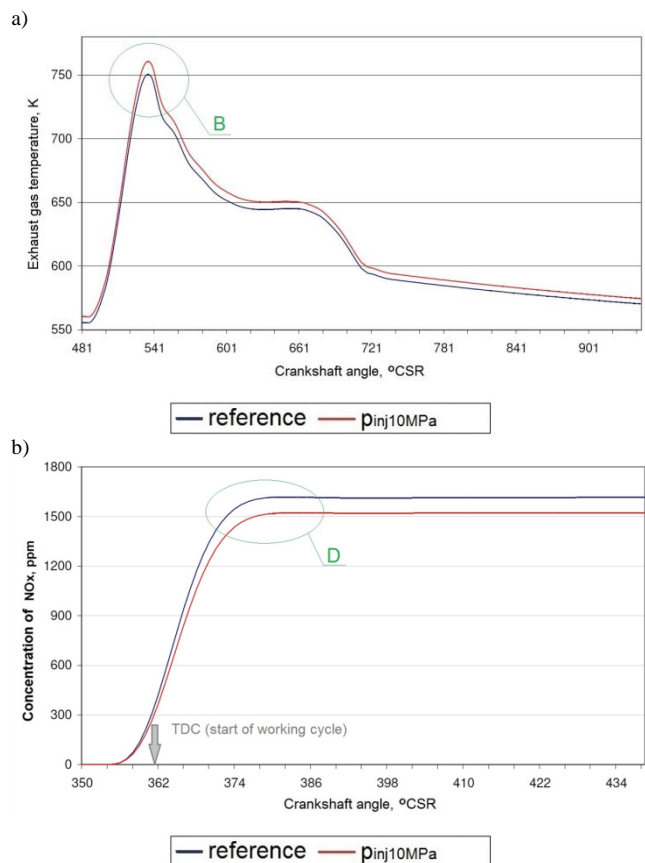 a)
Exhaust gas temperature, K
750
700
650
600
550
B
481 541 601 661 721 781 841 901
Crankshaft angle, ºCSR
reference pinj10MPa
b)
Concentration of NOx, ppm
1800
1500
1200
900
600
300
0
D
TDC (start of working cycle)
350 362 374 386 398 410 422 434
Crankshaft angle, ºCSR
reference pinj10MPa